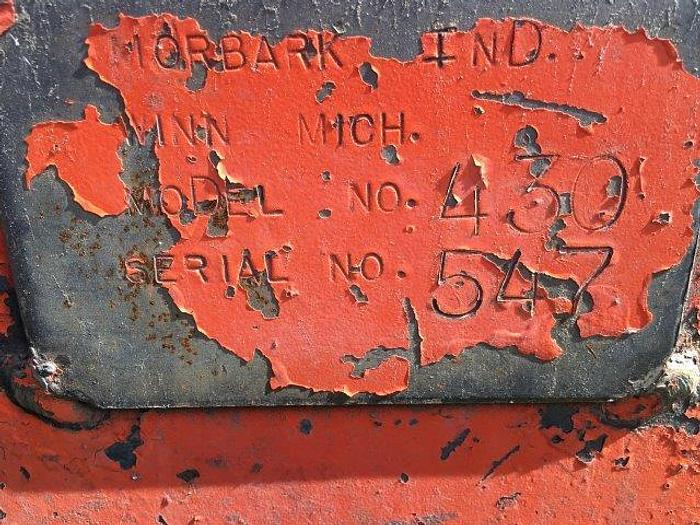 MORBARK IND.
WINN MICH.
MODEL NO. 430
SERIAL NO. 547